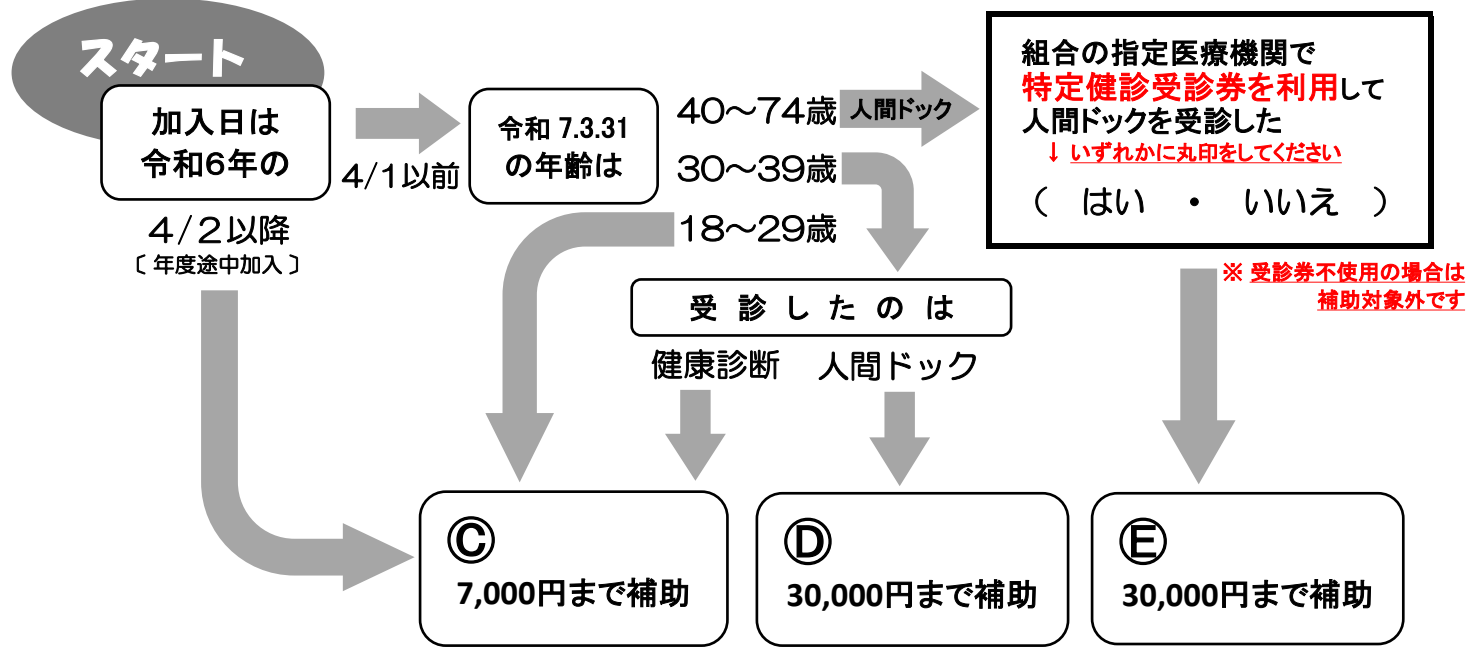 スタート
加入日は
令和６年の
4/1以前
4/2以降
〔 年度途中加入 〕
令和 7.3.31
の年齢は
40～74歳
人間ドック
30～39歳
18～29歳
組合の指定医療機関で
特定健診受診券を利用して
人間ドックを受診した
↓ いずれかに丸印をしてください
（ はい ・ いいえ ）
※ 受診券不使用の場合は
補助対象外です
受 診 し た の は
健康診断
人間ドック
Ⓒ
7,000円まで補助
Ⓓ
30,000円まで補助
Ⓔ
30,000円まで補助